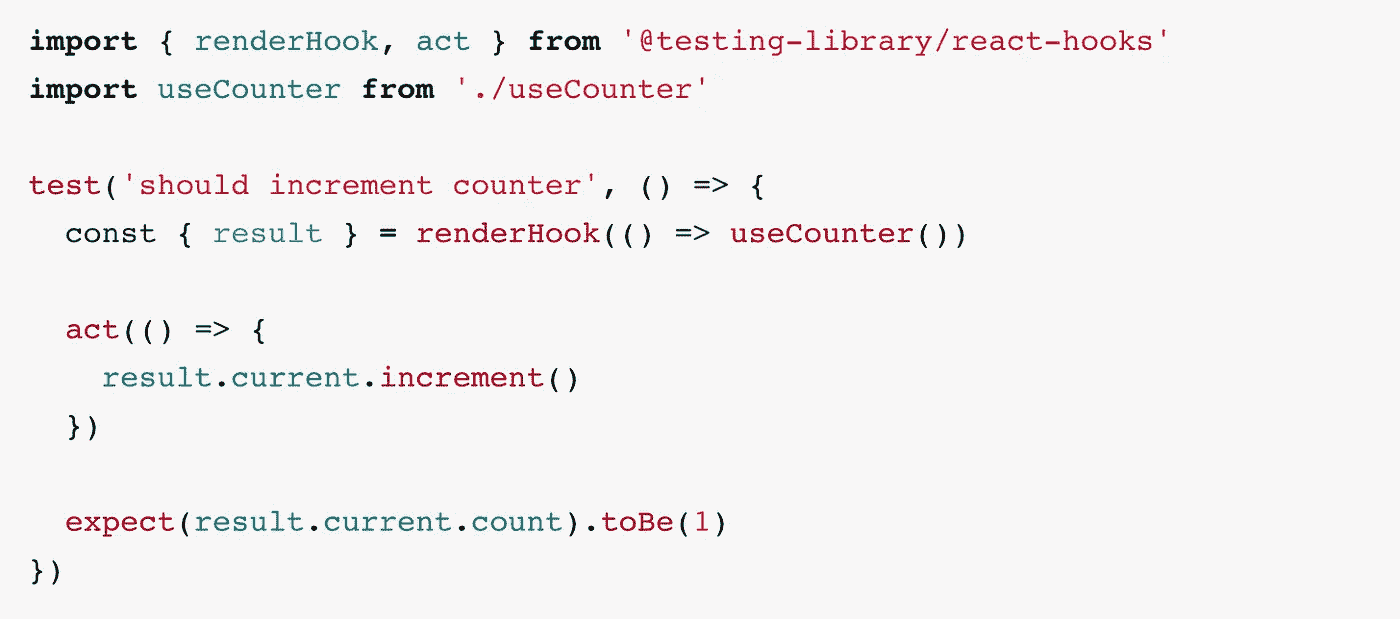 import { renderHook, act } from '@testing-library/react-hooks'
import useCounter from './useCounter'

test('should increment counter', () => {
  const { result } = renderHook(() => useCounter())

  act(() => {
    result.current.increment()
  })

  expect(result.current.count).toBe(1)
})